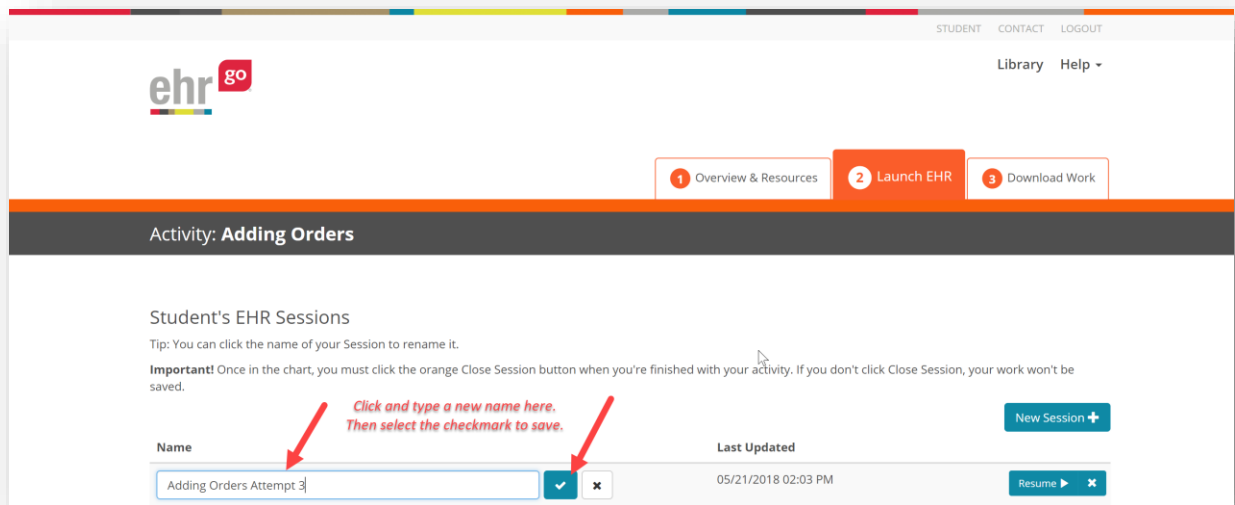 STUDENT CONTACT LOGOUT
ehr go
Library Help
1 Overview & Resources
2 Launch EHR
3 Download Work
Activity: Adding Orders
Student's EHR Sessions
Tip: You can click the name of your Session to rename it.
Important! Once in the chart, you must click the orange Close Session button when you're finished with your activity. If you don't click Close Session, your work won't be
saved.
Click and type a new name here.
Then select the checkmark to save.
New Session
Name Last Updated
Adding Orders Attempt 3 05/21/2018 02:03 PM Resume